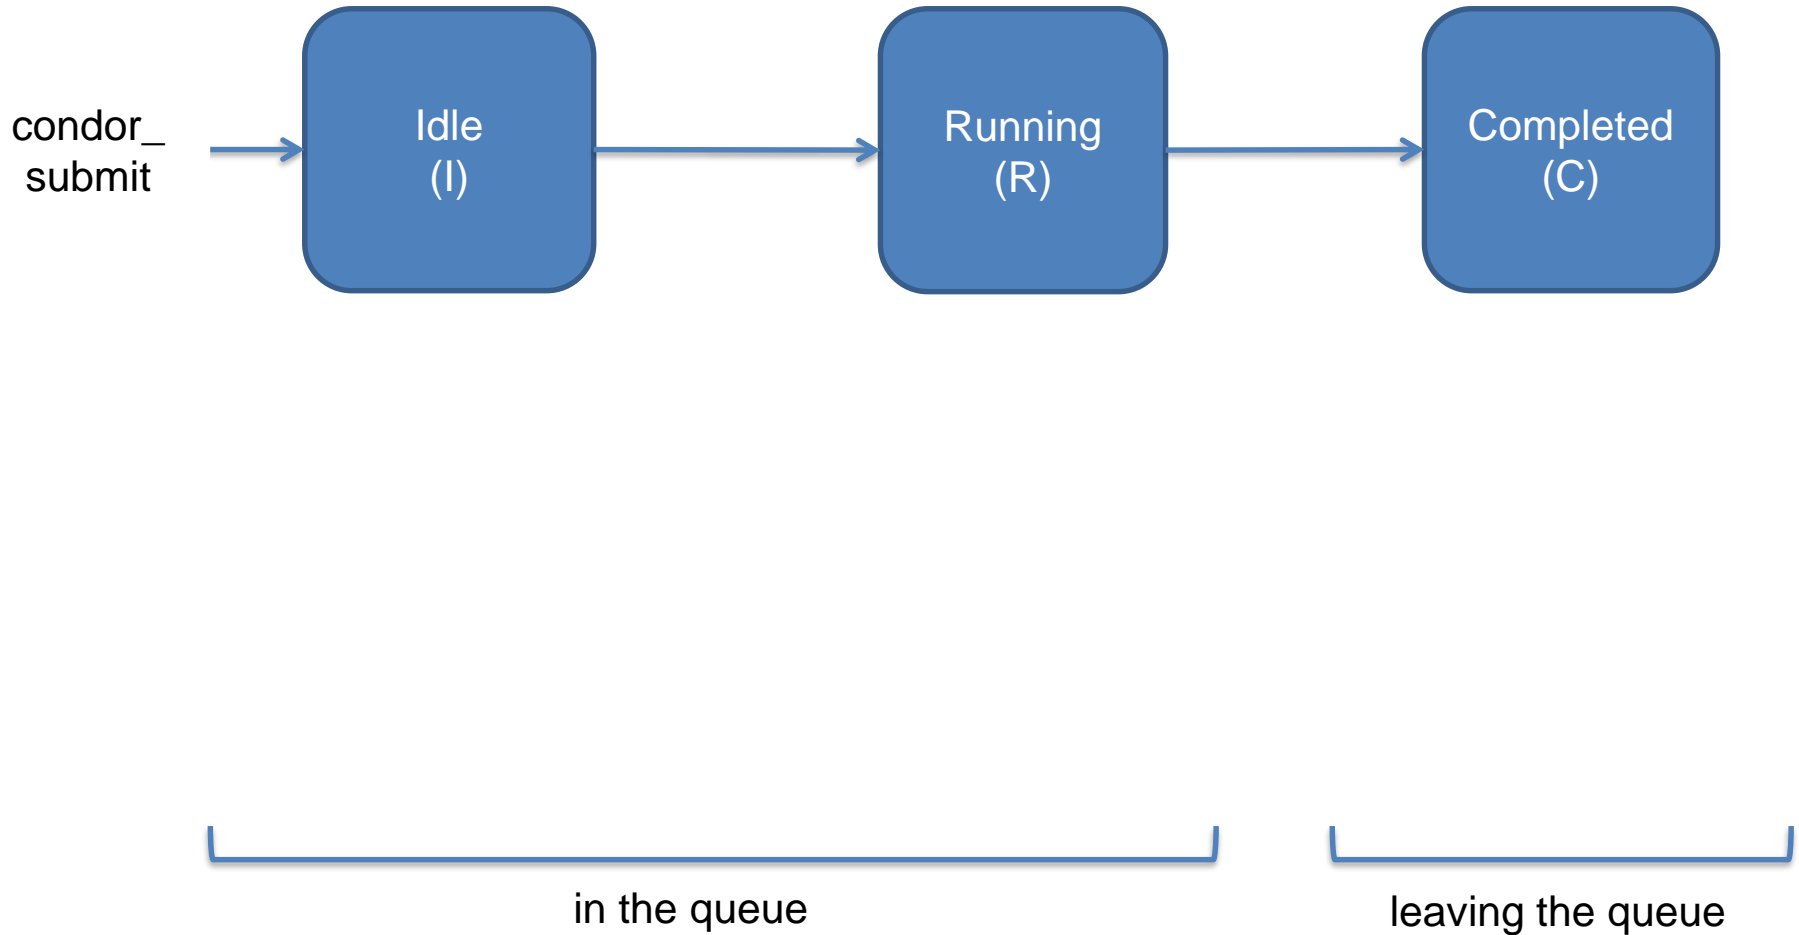 condor_
submit
Idle
(I)
Running
(R)
Completed
(C)
in the queue
leaving the queue